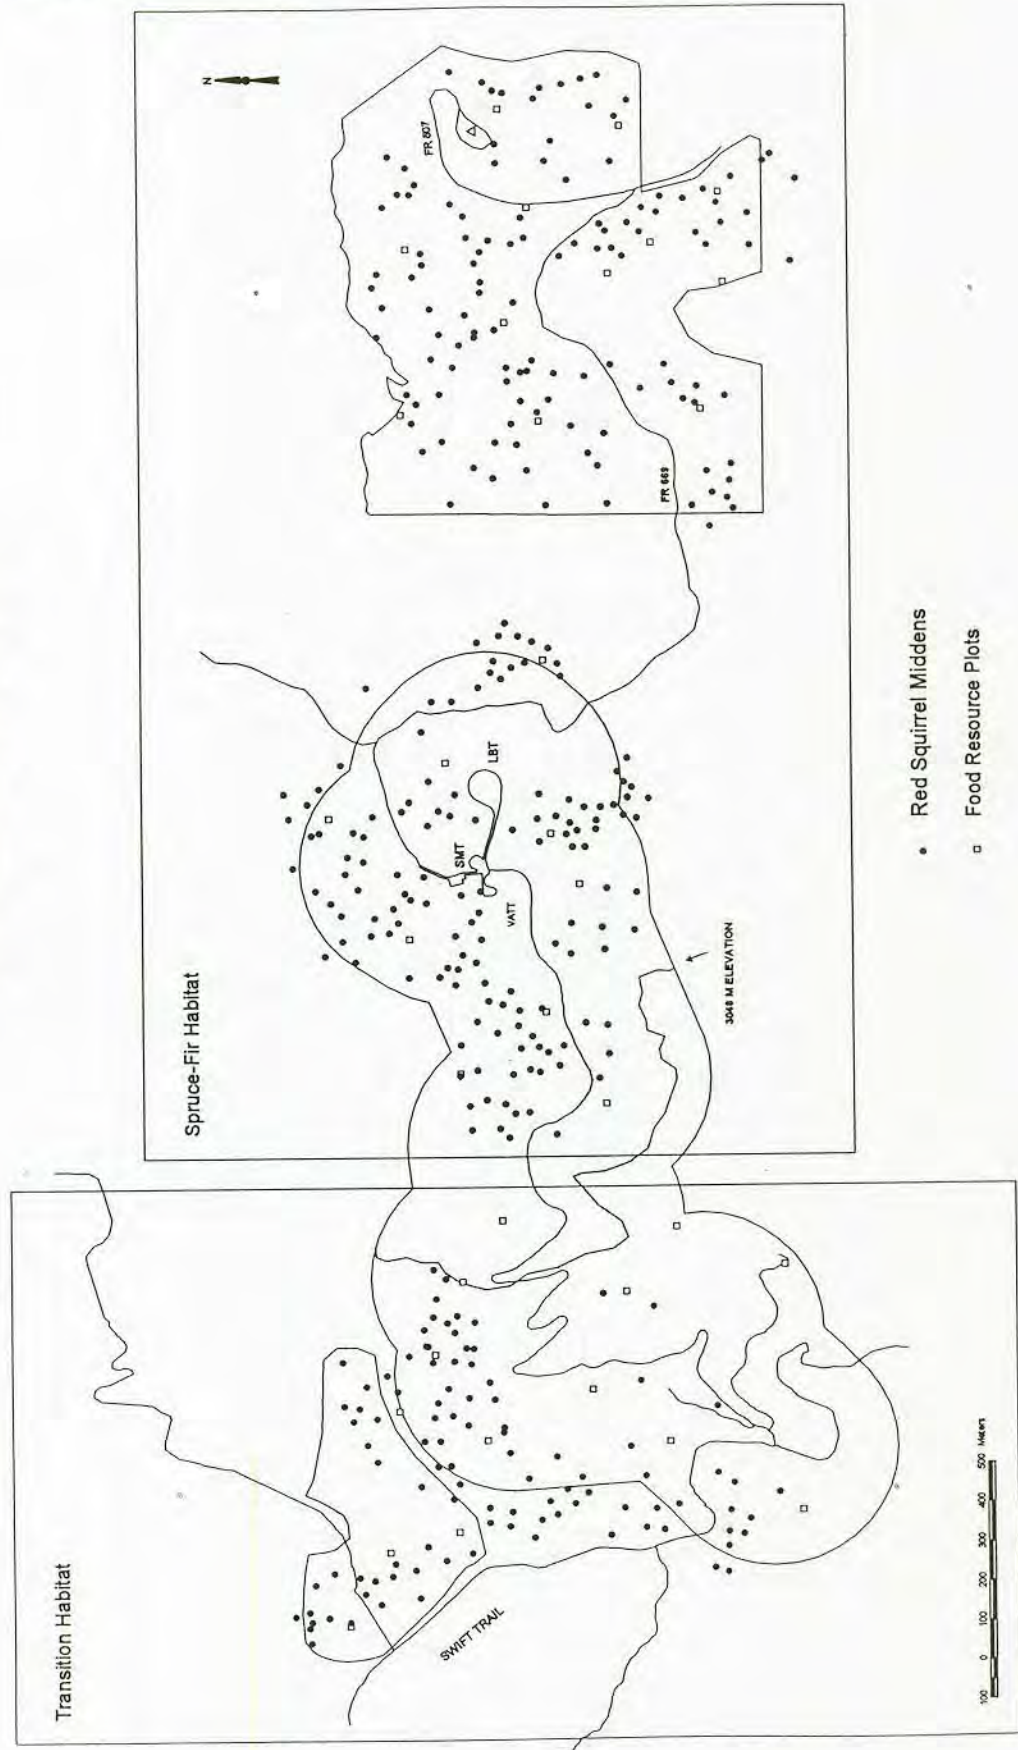 Transition Habitat
SWIFT TRAIL
100 0 100 200 300 400 500 Meters
Spruce-Fir Habitat
SMT
LBT
VATT
3048 M ELEVATION
N
FR 807
FR 669
Red Squirrel Middens
Food Resource Plots